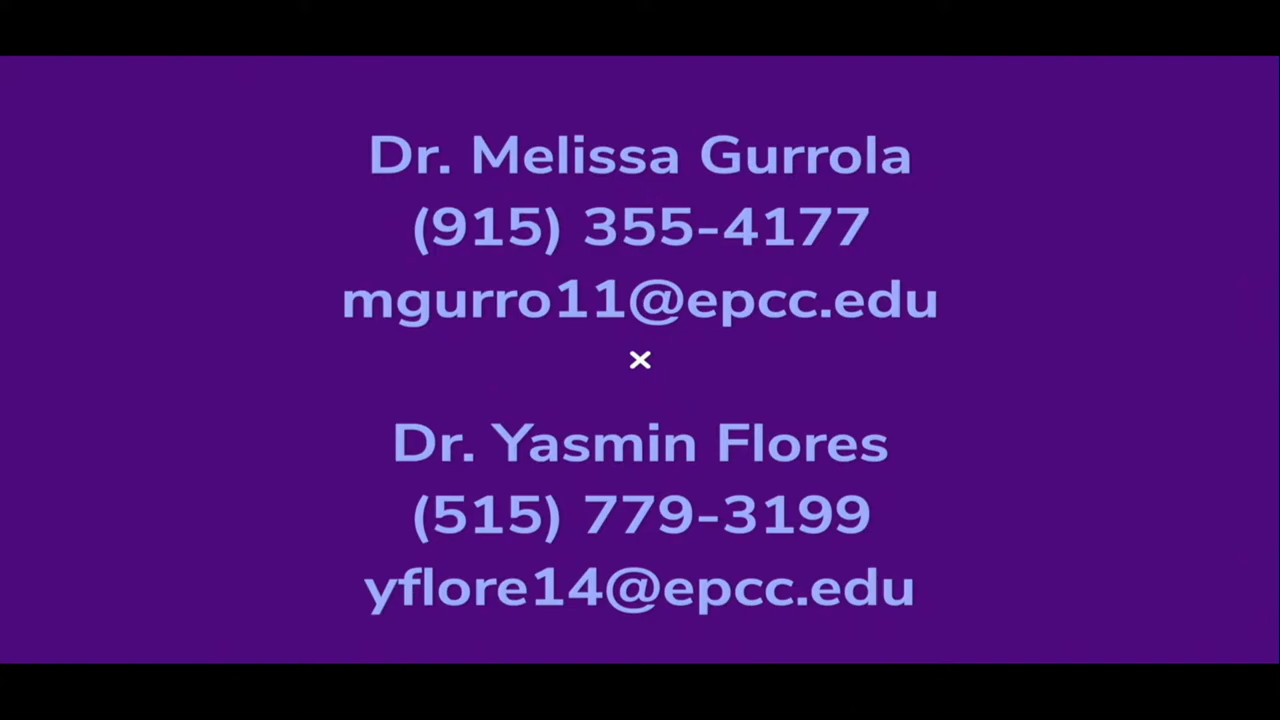 Dr. Melissa Gurrola
(915) 355-4177
mgurro11@epcc.edu
×
Dr. Yasmin Flores
(515) 779-3199
yflore14@epcc.edu